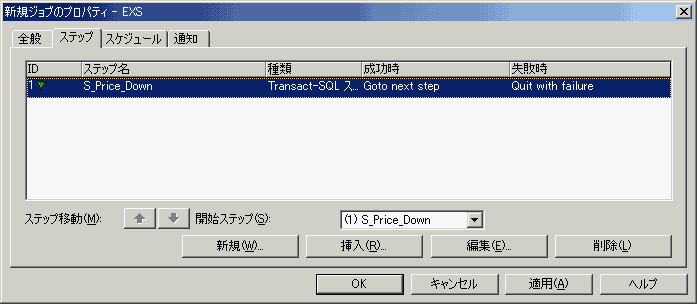 新規ジョブのプロパティ - EXS
全般 ステップ スケジュール 通知
ID ステップ名 種類 成功時 失敗時
1 S_Price_Down Transact-SQL ス... Goto next step Quit with failure
ステップ移動(M): 開始ステップ(S): (1) S_Price_Down
新規(W)... 挿入(R)... 編集(E)... 削除(L)
OK キャンセル 適用(A) ヘルプ